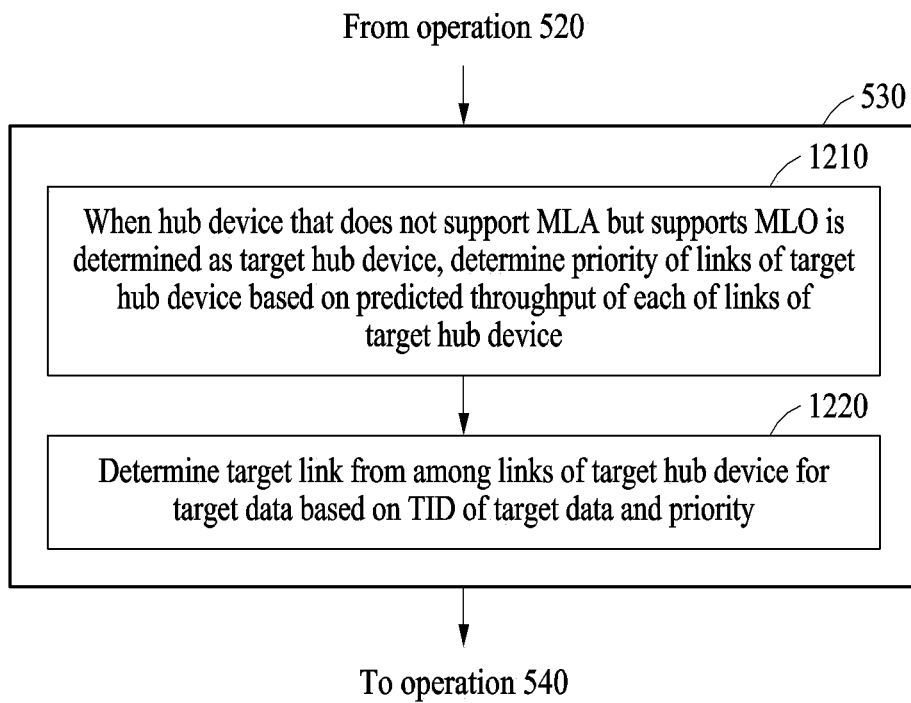 From operation 520
530
1210
When hub device that does not support MLA but supports MLO is
determined as target hub device, determine priority of links of target
hub device based on predicted throughput of each of links of
target hub device
1220
Determine target link from among links of target hub device for
target data based on TID of target data and priority
To operation 540